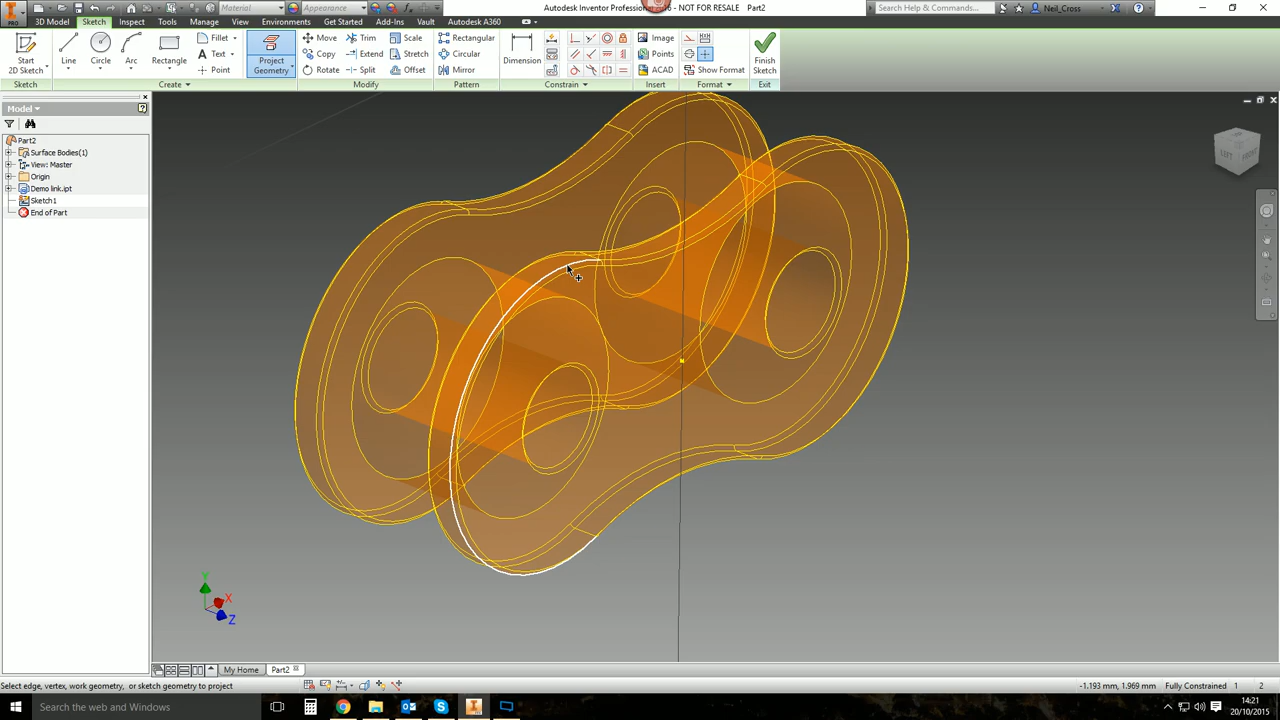 Material
Appearance
Autodesk Inventor Professional
- NOT FOR RESALE Part2
Search Help & Commands...
Neil_Cross
PRO
3D Model Sketch Inspect Tools Manage View Environments Get Started Add-Ins Vault Autodesk A360
Start
2D Sketch
Line
Circle
Arc
Rectangle
Fillet
Text
Point
Project
Geometry
Move
Copy
Rotate
Trim
Extend
Split
Scale
Stretch
Offset
Rectangular
Circular
Mirror
Dimension
Image
Points
ACAD
Show Format
Finish
Sketch
Sketch Create Modify Pattern Constrain Insert Format Exit
Model
Part2
Surface Bodies(1)
View: Master
Origin
Demo link.ipt
Sketch1
End of Part
LEFT FRONT
Y
X
Z
My Home Part2
Select edge, vertex, work geometry, or sketch geometry to project
-1.193 mm, 1.969 mm Fully Constrained 1 2
Search the web and Windows
14:21
20/10/2015